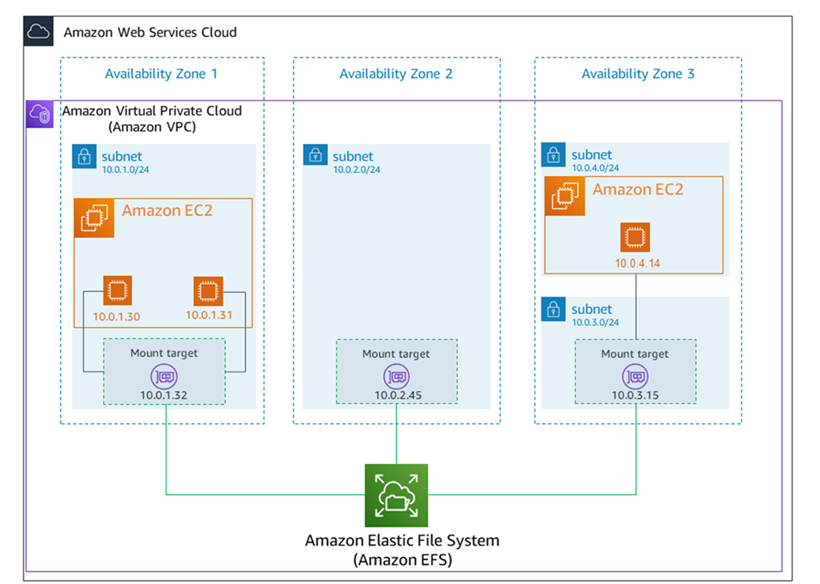 Amazon Web Services Cloud
Availability Zone 1
Availability Zone 2
Availability Zone 3
Amazon Virtual Private Cloud
(Amazon VPC)
subnet
10.0.1.0/24
Amazon EC2
10.0.1.30
10.0.1.31
Mount target
10.0.1.32
subnet
10.0.2.0/24
Mount target
10.0.2.45
subnet
10.0.4.0/24
Amazon EC2
10.0.4.14
subnet
10.0.3.0/24
Mount target
10.0.3.15
Amazon Elastic File System
(Amazon EFS)